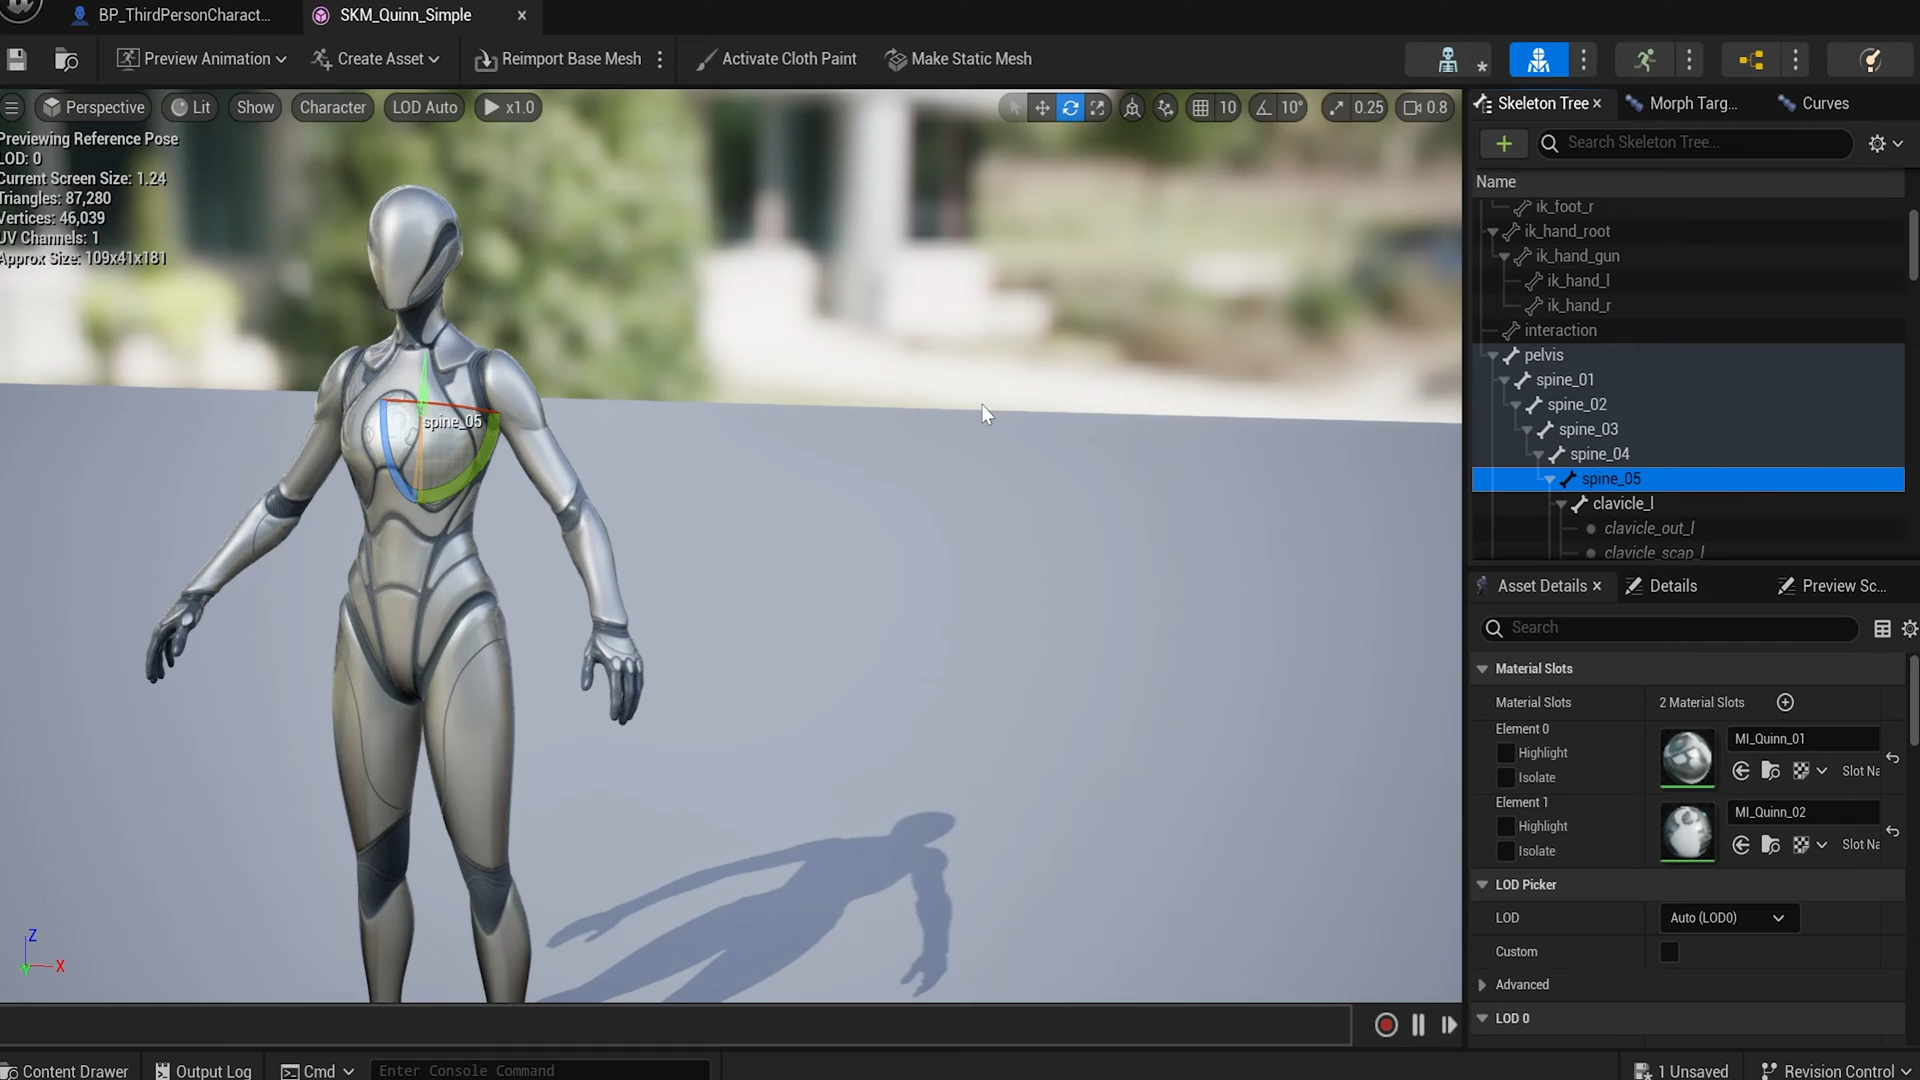 BP_ThirdPersonCharact...
SKM_Quinn_Simple
Preview Animation
Create Asset
Reimport Base Mesh
Activate Cloth Paint
Make Static Mesh
Perspective
Lit
Show
Character
LOD Auto
x1.0
10
10°
0.25
0.8
Previewing Reference Pose
LOD: 0
Current Screen Size: 1.24
Triangles: 87,280
Vertices: 46,039
UV Channels: 1
Approx Size: 109x41x181
spine_05
Z
X
Y
Skeleton Tree
Morph Targ...
Curves
Search Skeleton Tree...
Name
ik_foot_r
ik_hand_root
ik_hand_gun
ik_hand_l
ik_hand_r
interaction
pelvis
spine_01
spine_02
spine_03
spine_04
spine_05
clavicle_l
clavicle_out_l
clavicle_scap_l
Asset Details
Details
Preview Sc...
Search
Material Slots
Material Slots
2 Material Slots
Element 0
Highlight
Isolate
MI_Quinn_01
Slot Na
Element 1
Highlight
Isolate
MI_Quinn_02
Slot Na
LOD Picker
LOD
Auto (LOD0)
Custom
Advanced
LOD 0
Content Drawer
Output Log
Cmd
Enter Console Command
1 Unsaved
Revision Control